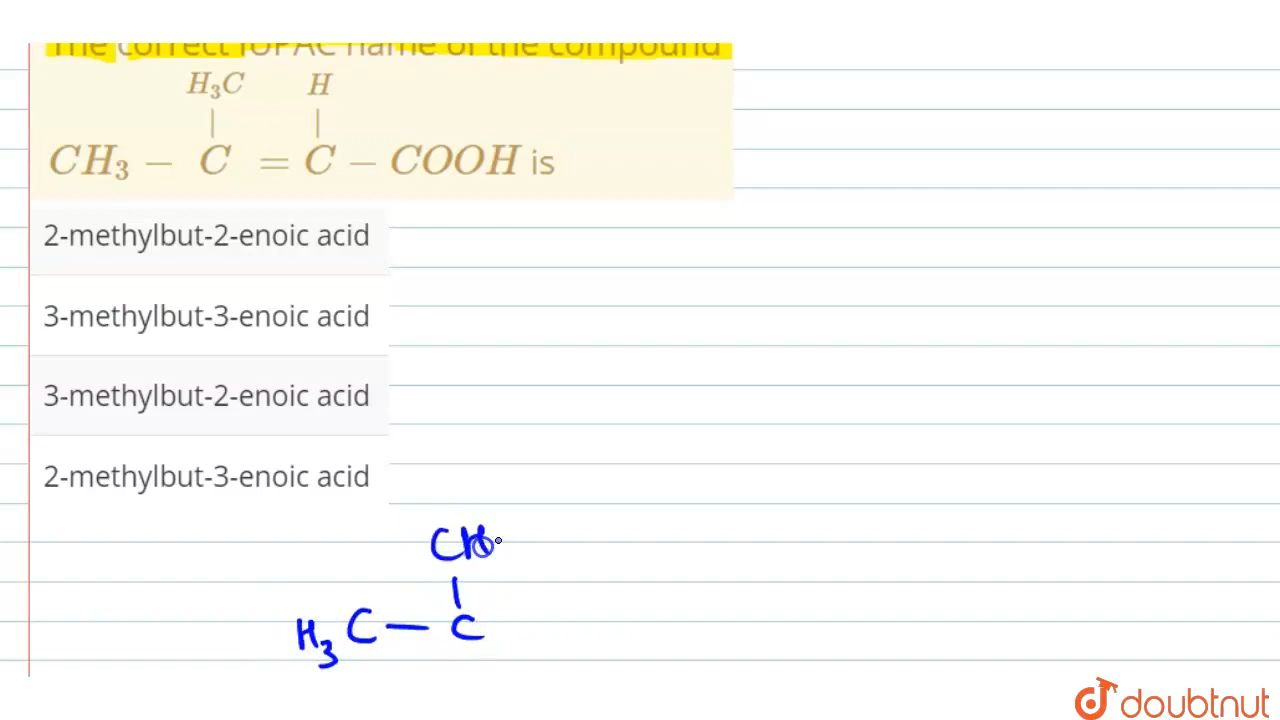 The correct IUPAC name of the compound
H₃C H
| |
CH₃ − C = C − COOH is
2-methylbut-2-enoic acid
3-methylbut-3-enoic acid
3-methylbut-2-enoic acid
2-methylbut-3-enoic acid
CH
|
H₃C — C
doubtnut